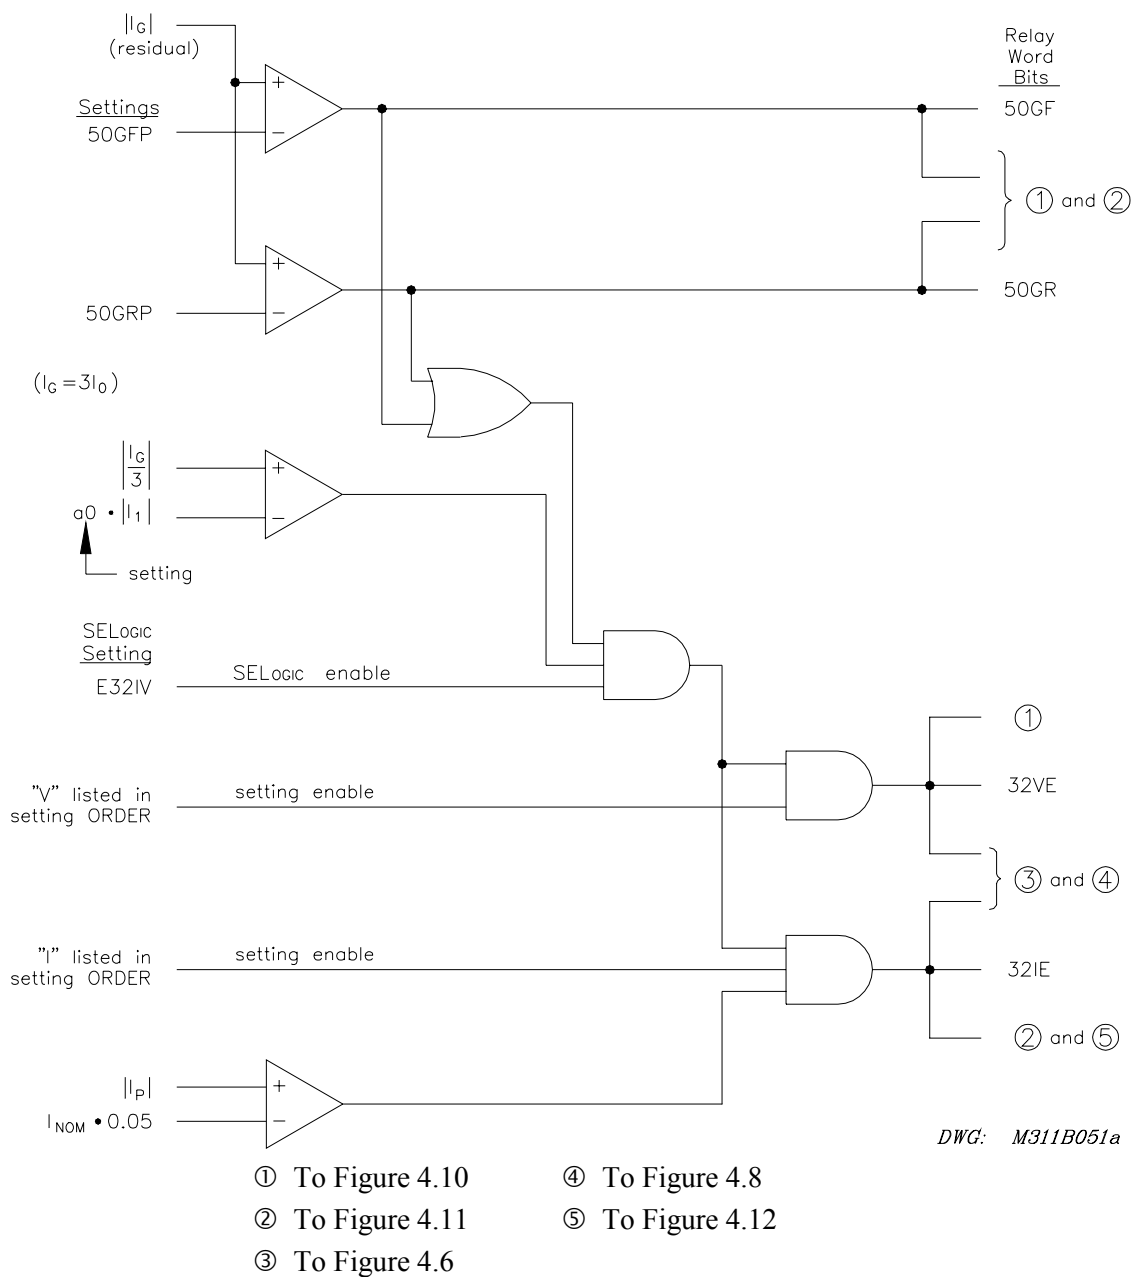 |IG|
(residual)
Relay
Word
Bits
+
Settings
50GFP
−
50GF
① and ②
+
50GRP
−
50GR
(IG=3I0)
|IG/3|
+
a0 • |I1|
−
setting
SELOGIC
Setting
E32IV
SELOGIC enable
①
"V" listed in
setting ORDER
setting enable
32VE
③ and ④
"I" listed in
setting ORDER
setting enable
32IE
② and ⑤
|IP|
+
INOM • 0.05
−
DWG: M311B051a
① To Figure 4.10
④ To Figure 4.8
② To Figure 4.11
⑤ To Figure 4.12
③ To Figure 4.6